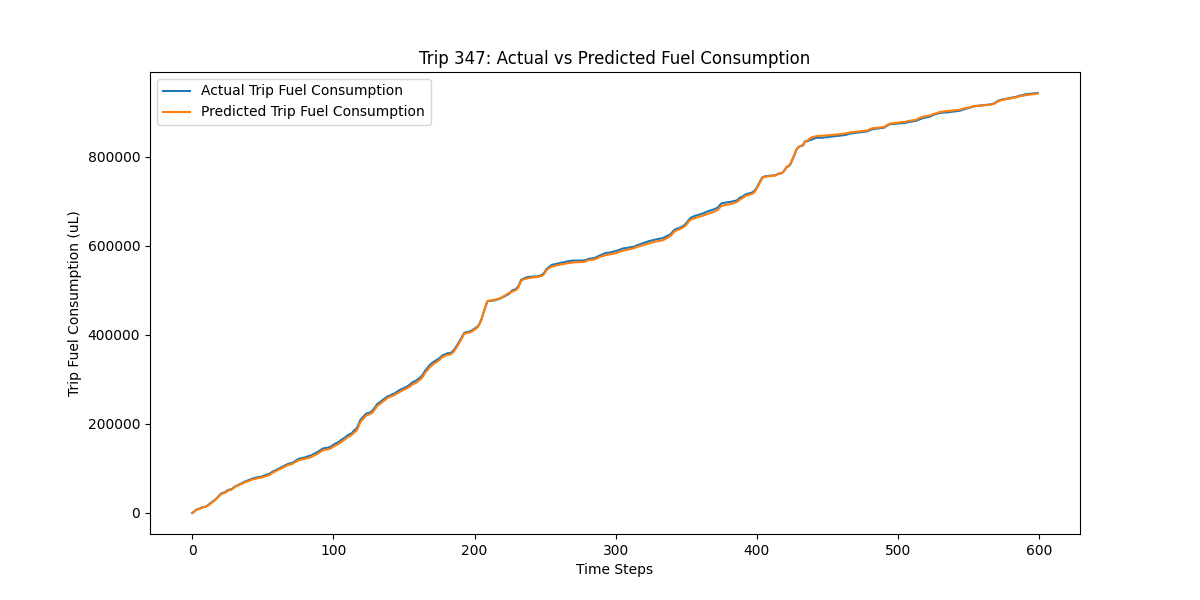 Trip 347: Actual vs Predicted Fuel Consumption
Actual Trip Fuel Consumption
Predicted Trip Fuel Consumption
Trip Fuel Consumption (uL)
800000
600000
400000
200000
0
0 100 200 300 400 500 600
Time Steps